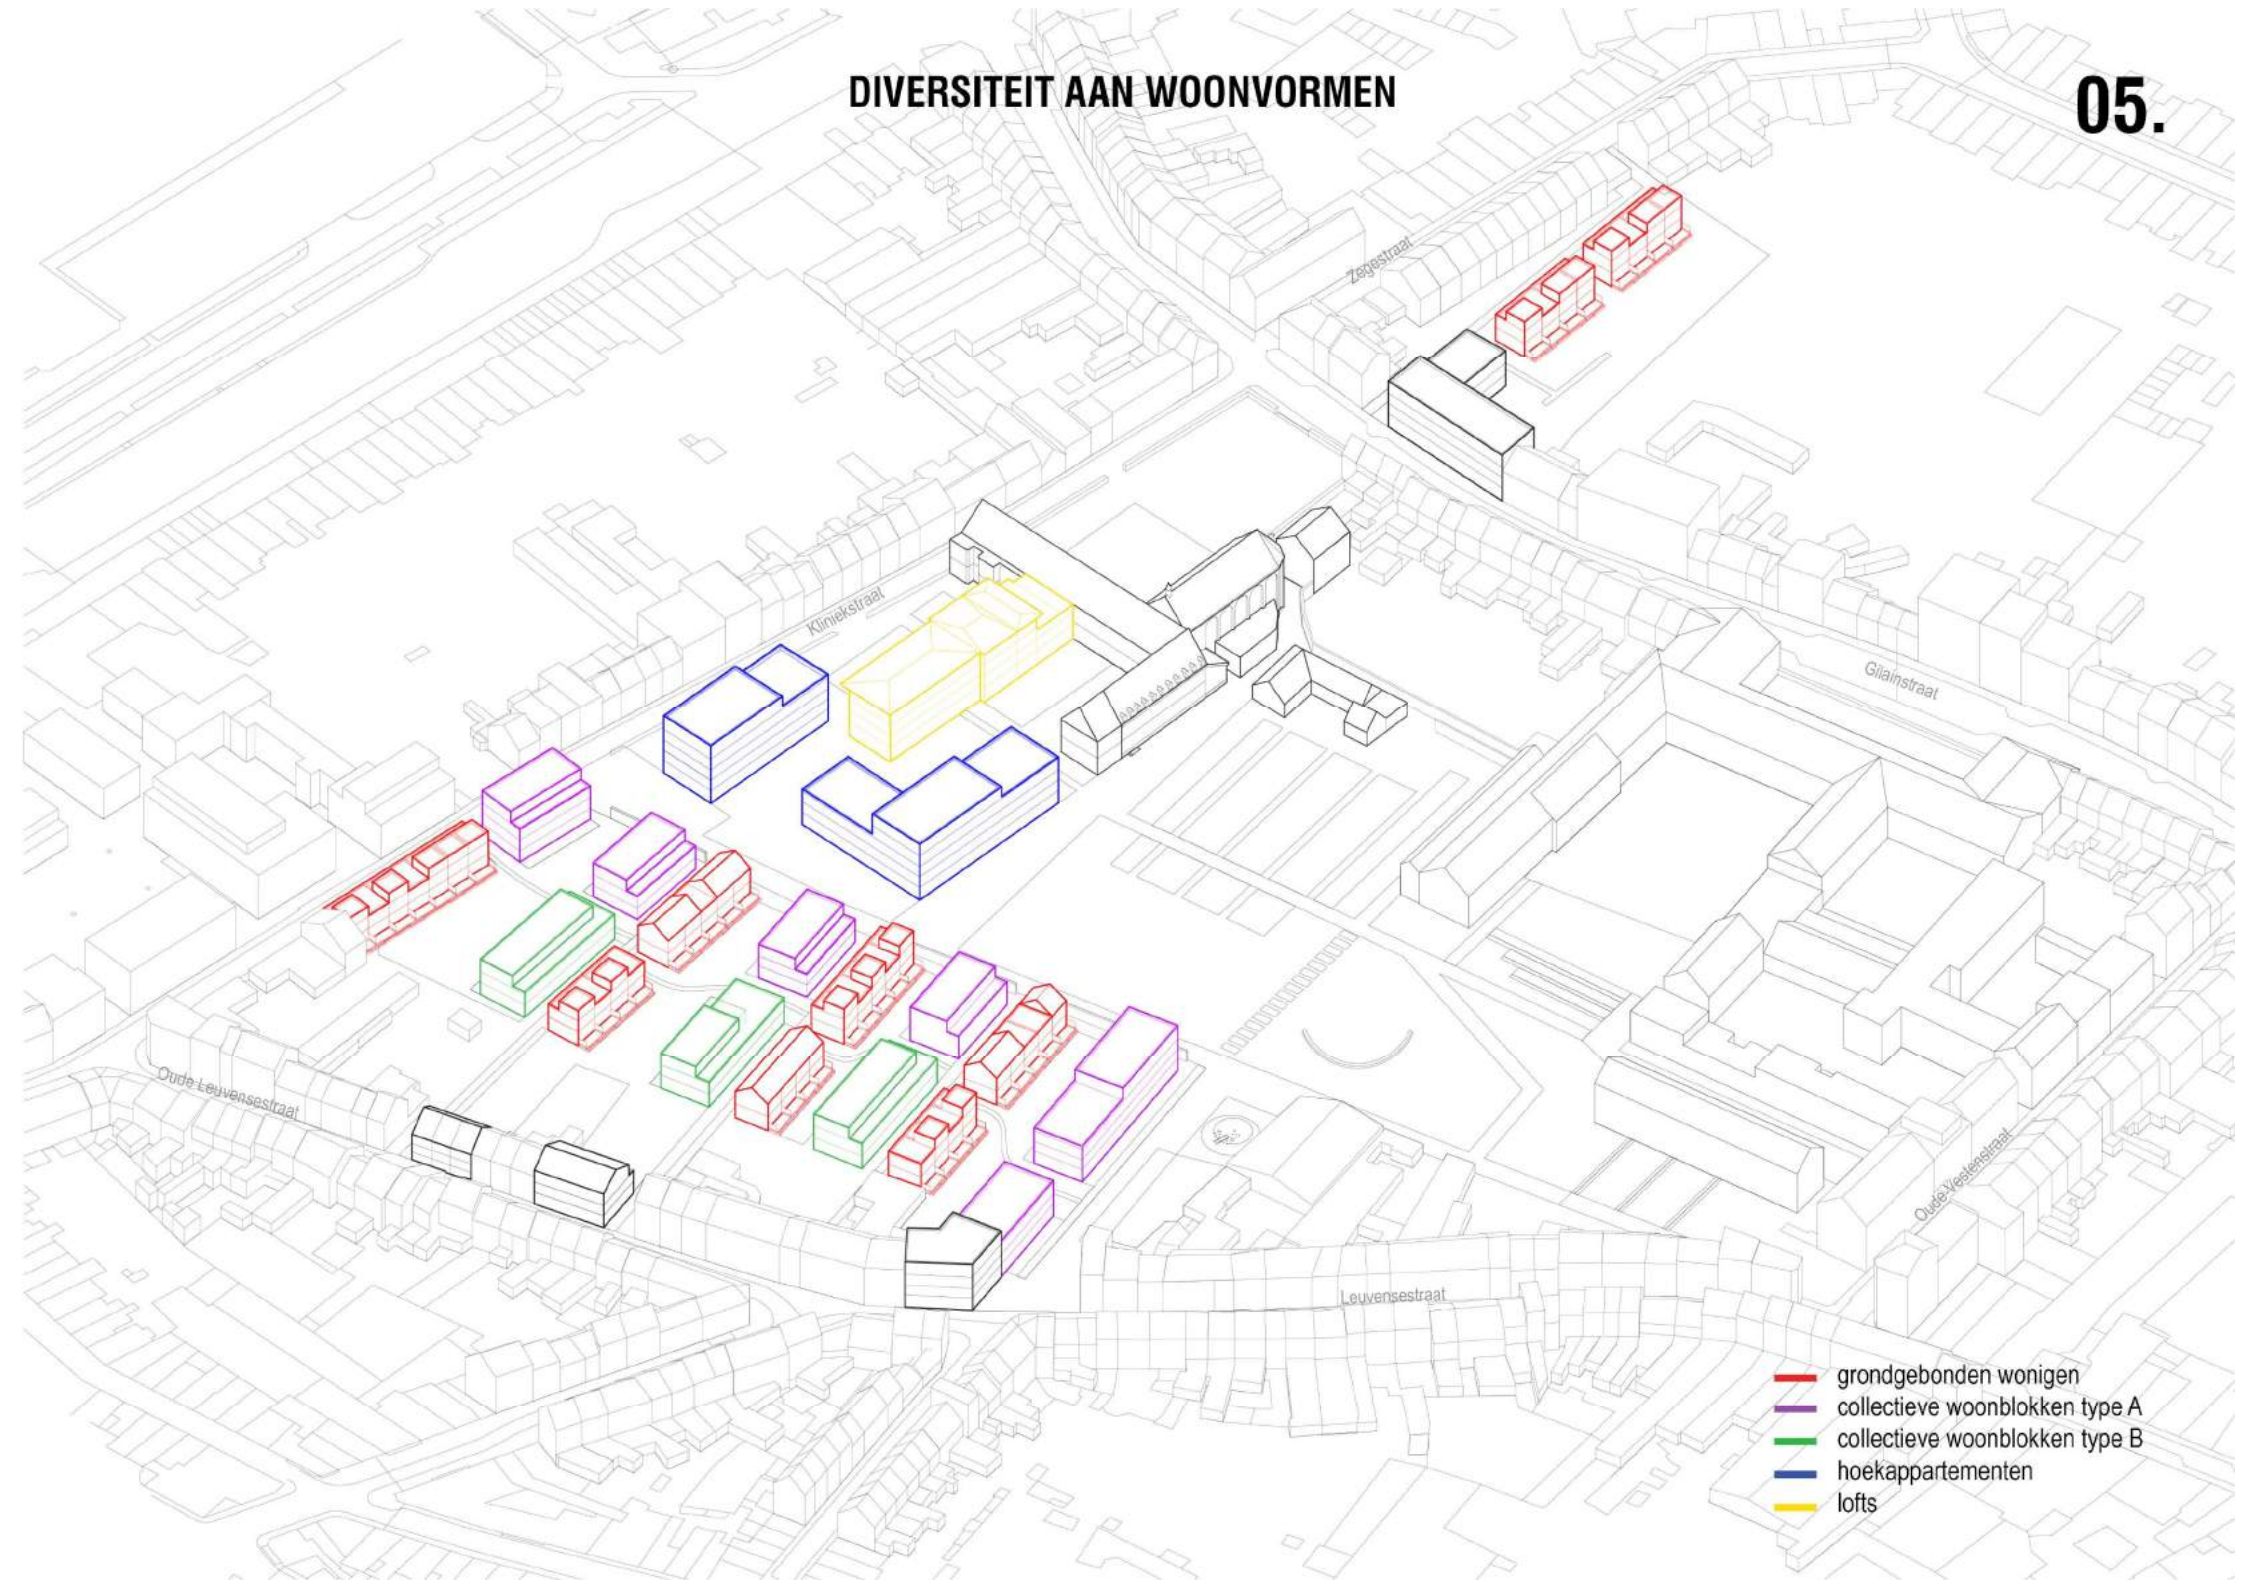 DIVERSITEIT AAN WOONVORMEN
05.
Zegestraat
Kliniekstraat
Gilainstraat
Oude Leuvensestraat
Oude-Vestenstraat
Leuvensestraat
grondgebonden wonigen
collectieve woonblokken type A
collectieve woonblokken type B
hoekappartementen
lofts